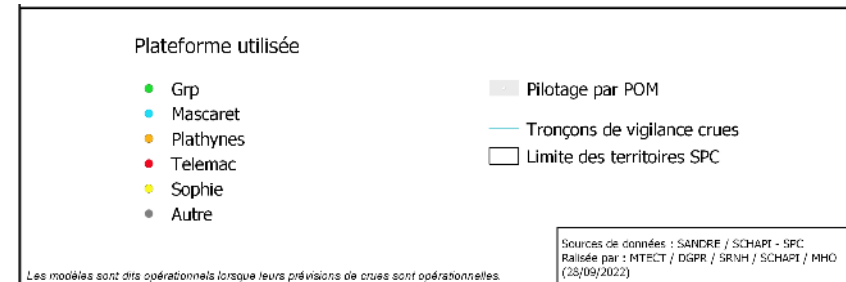 Plateforme utilisée
Grp
Mascaret
Plathynes
Telemac
Sophie
Autre
Pilotage par POM
Tronçons de vigilance crues
Limite des territoires SPC
Les modèles sont dits opérationnels lorsque leurs prévisions de crues sont opérationnelles.
Sources de données : SANDRE / SCHAPI - SPC
Ralisée par : MTECT / DGPR / SRNH / SCHAPI / MHO
(28/09/2022)